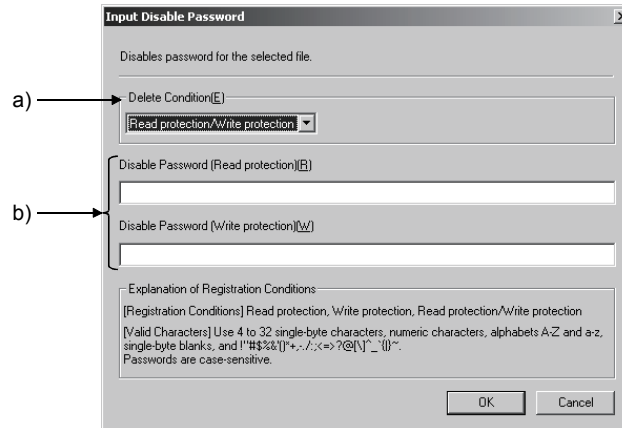 Input Disable Password
Disables password for the selected file.
a)
Delete Condition(E)
Read protection/Write protection
Disable Password (Read protection)(R)
b)
Disable Password (Write protection)(W)
Explanation of Registration Conditions
[Registration Conditions] Read protection, Write protection, Read protection/Write protection
[Valid Characters] Use 4 to 32 single-byte characters, numeric characters, alphabets A-Z and a-z,
single-byte blanks, and !"#$%&'()*+,-./:;<=>?@[\]^_`{|}~.
Passwords are case-sensitive.
OK
Cancel